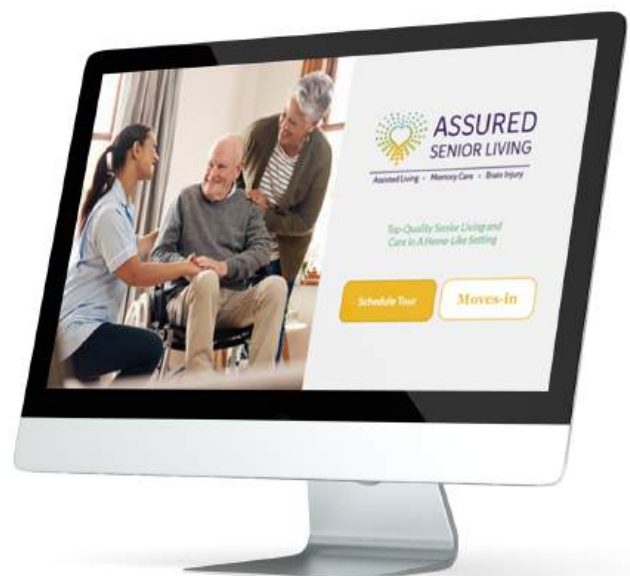 ASSURED
SENIOR LIVING
Assisted Living • Memory Care • Brain Injury
Top-Quality Senior Living and
Care in A Home-Like Setting
Schedule Tour
Moves-In